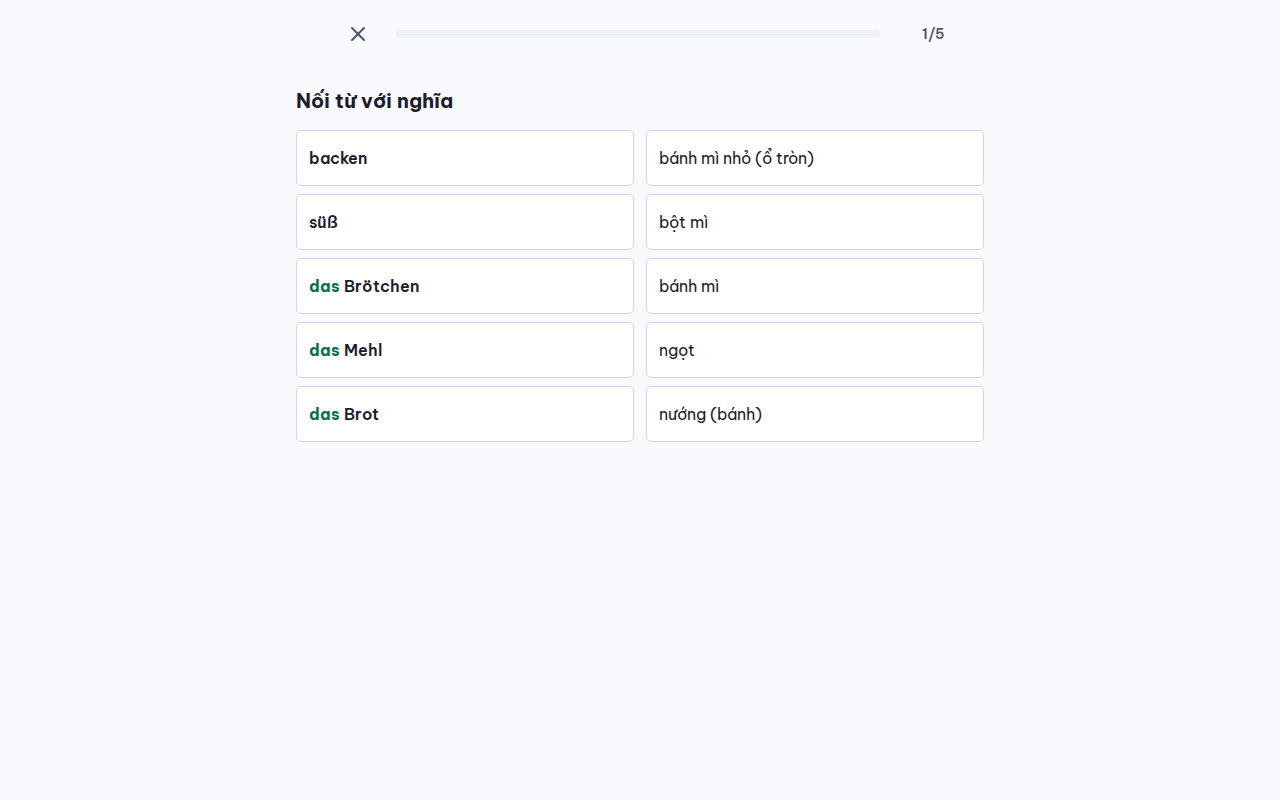 1/5
Nối từ với nghĩa
backen
bánh mì nhỏ (ổ tròn)
süß
bột mì
das Brötchen
bánh mì
das Mehl
ngọt
das Brot
nướng (bánh)